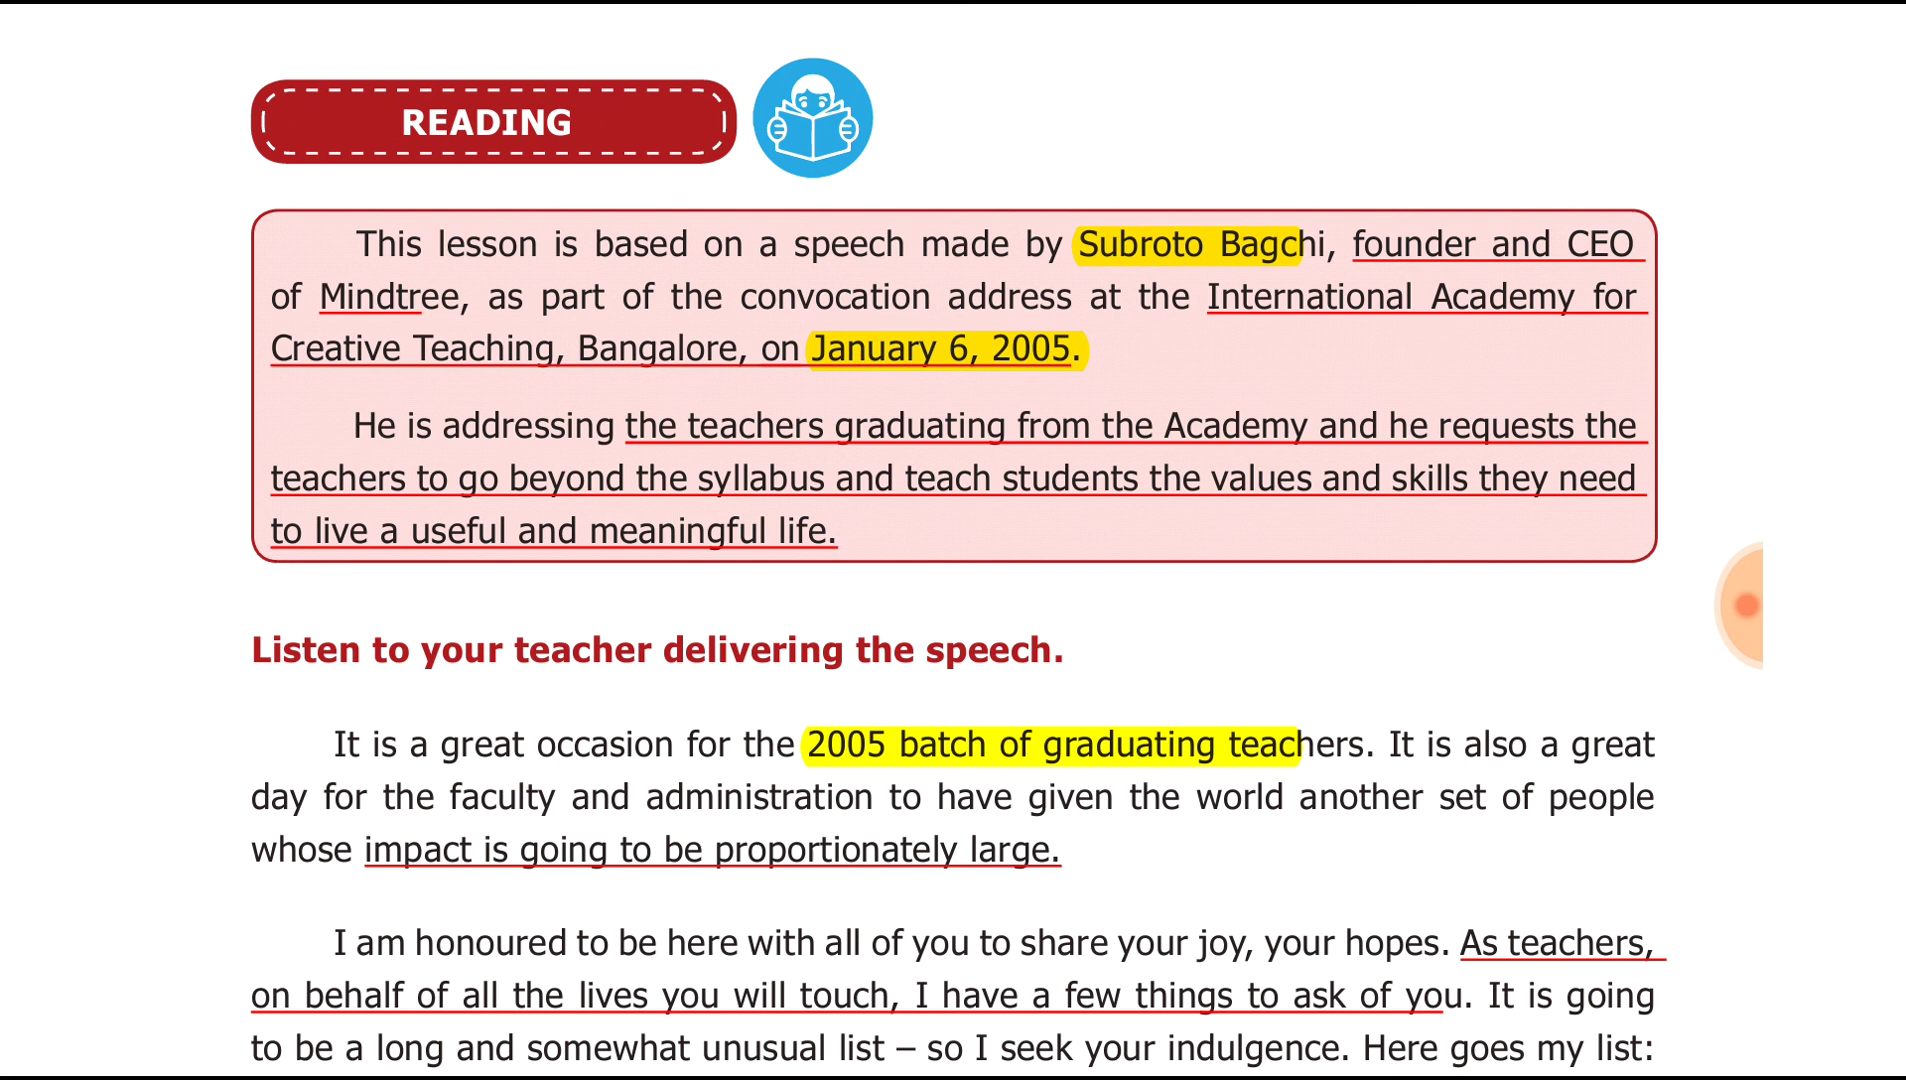 READING
This lesson is based on a speech made by Subroto Bagchi, founder and CEO
of Mindtree, as part of the convocation address at the International Academy for
Creative Teaching, Bangalore, on January 6, 2005.
He is addressing the teachers graduating from the Academy and he requests the
teachers to go beyond the syllabus and teach students the values and skills they need
to live a useful and meaningful life.
Listen to your teacher delivering the speech.
It is a great occasion for the 2005 batch of graduating teachers. It is also a great
day for the faculty and administration to have given the world another set of people
whose impact is going to be proportionately large.
I am honoured to be here with all of you to share your joy, your hopes. As teachers,
on behalf of all the lives you will touch, I have a few things to ask of you. It is going
to be a long and somewhat unusual list – so I seek your indulgence. Here goes my list: